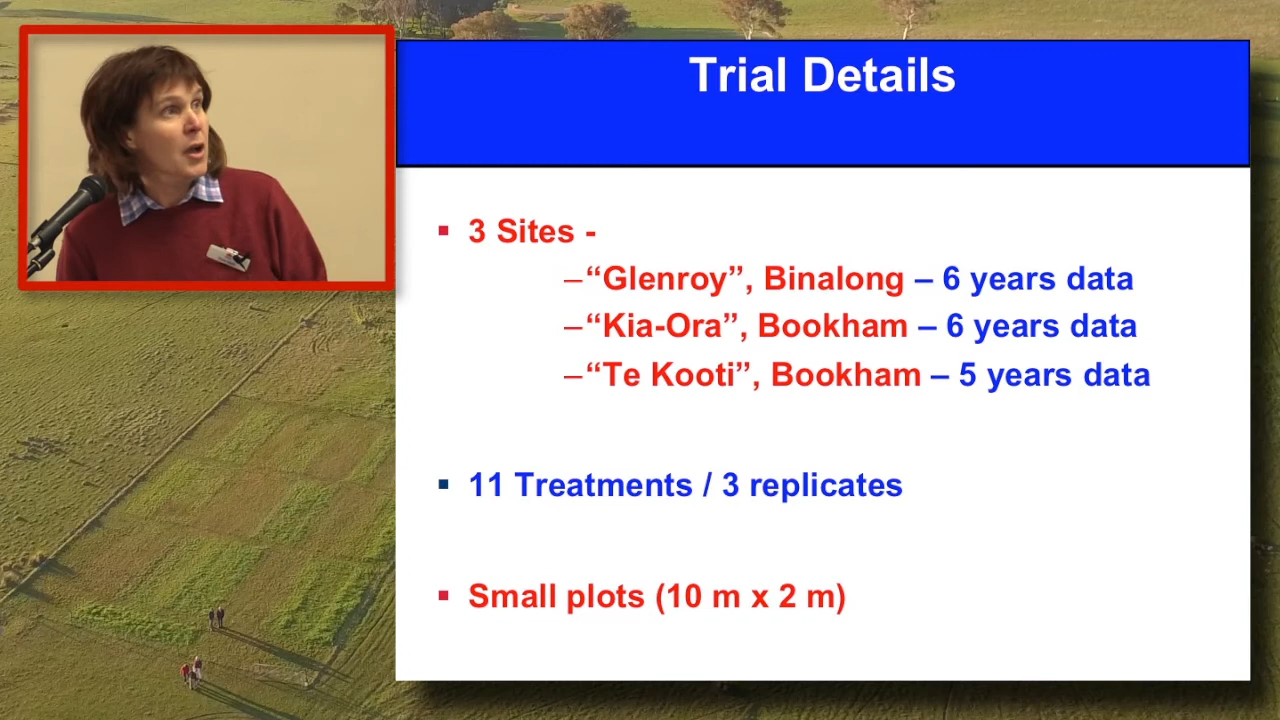 Trial Details
▪ 3 Sites -
–“Glenroy”, Binalong – 6 years data
–“Kia-Ora”, Bookham – 6 years data
–“Te Kooti”, Bookham – 5 years data
▪ 11 Treatments / 3 replicates
▪ Small plots (10 m x 2 m)